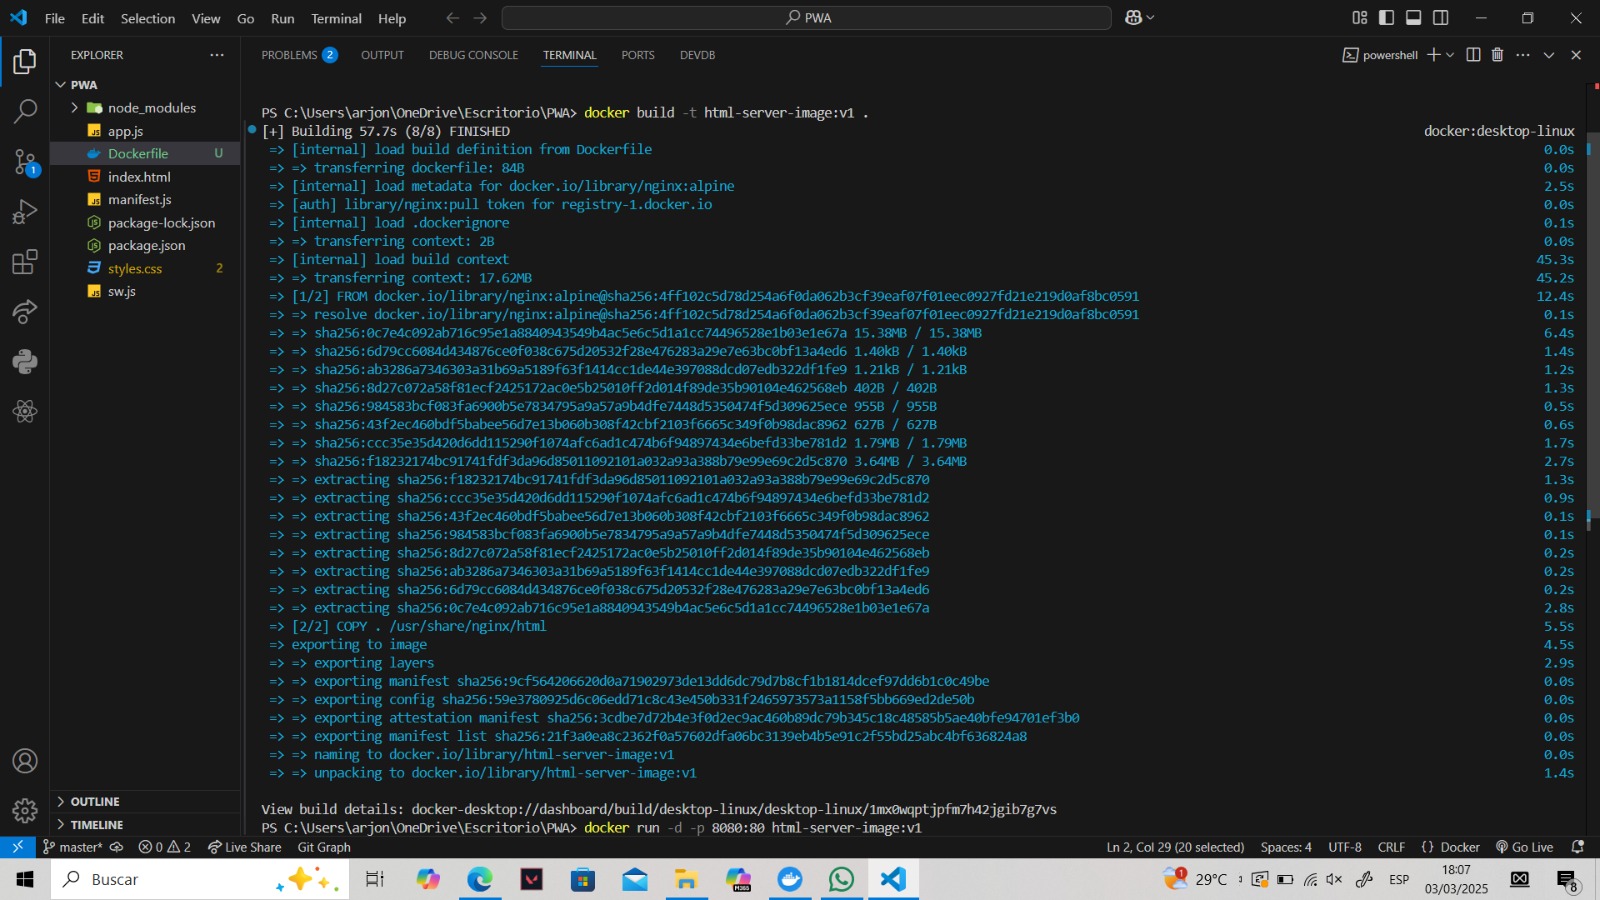 File Edit Selection View Go Run Terminal Help
PWA
EXPLORER
PROBLEMS 2 OUTPUT DEBUG CONSOLE TERMINAL PORTS DEVDB
powershell
PWA
node_modules
app.js
Dockerfile U
index.html
manifest.js
package-lock.json
package.json
styles.css 2
sw.js
1
OUTLINE
TIMELINE
PS C:\Users\arjon\OneDrive\Escritorio\PWA> docker build -t html-server-image:v1 .
[+] Building 57.7s (8/8) FINISHED docker:desktop-linux
=> [internal] load build definition from Dockerfile 0.0s
=> => transferring dockerfile: 84B 0.0s
=> [internal] load metadata for docker.io/library/nginx:alpine 2.5s
=> [auth] library/nginx:pull token for registry-1.docker.io 0.0s
=> [internal] load .dockerignore 0.1s
=> => transferring context: 2B 0.0s
=> [internal] load build context 45.3s
=> => transferring context: 17.62MB 45.2s
=> [1/2] FROM docker.io/library/nginx:alpine@sha256:4ff102c5d78d254a6f0da062b3cf39eaf07f01eec0927fd21e219d0af8bc0591 12.4s
=> => resolve docker.io/library/nginx:alpine@sha256:4ff102c5d78d254a6f0da062b3cf39eaf07f01eec0927fd21e219d0af8bc0591 0.1s
=> => sha256:0c7e4c092ab716c95e1a8840943549b4ac5e6c5d1a1cc74496528e1b03e1e67a 15.38MB / 15.38MB 6.4s
=> => sha256:6d79cc6084d434876ce0f038c675d20532f28e476283a29e7e63bc0bf13a4ed6 1.40kB / 1.40kB 1.4s
=> => sha256:ab3286a7346303a31b69a5189f63f1414cc1de44e397088dcd07edb322df1fe9 1.21kB / 1.21kB 1.2s
=> => sha256:8d27c072a58f81ecf2425172ac0e5b25010ff2d014f89de35b90104e462568eb 402B / 402B 1.3s
=> => sha256:984583bcf083fa6900b5e7834795a9a57a9b4dfe7448d5350474f5d309625ece 955B / 955B 0.5s
=> => sha256:43f2ec460bdf5babee56d7e13b060b308f42cbf2103f6665c349f0b98dac8962 627B / 627B 0.6s
=> => sha256:ccc35e35d420d6dd115290f1074afc6ad1c474b6f94897434e6befd33be781d2 1.79MB / 1.79MB 1.7s
=> => sha256:f18232174bc91741fdf3da96d85011092101a032a93a388b79e99e69c2d5c870 3.64MB / 3.64MB 2.7s
=> => extracting sha256:f18232174bc91741fdf3da96d85011092101a032a93a388b79e99e69c2d5c870 1.3s
=> => extracting sha256:ccc35e35d420d6dd115290f1074afc6ad1c474b6f94897434e6befd33be781d2 0.9s
=> => extracting sha256:43f2ec460bdf5babee56d7e13b060b308f42cbf2103f6665c349f0b98dac8962 0.1s
=> => extracting sha256:984583bcf083fa6900b5e7834795a9a57a9b4dfe7448d5350474f5d309625ece 0.1s
=> => extracting sha256:8d27c072a58f81ecf2425172ac0e5b25010ff2d014f89de35b90104e462568eb 0.2s
=> => extracting sha256:ab3286a7346303a31b69a5189f63f1414cc1de44e397088dcd07edb322df1fe9 0.2s
=> => extracting sha256:6d79cc6084d434876ce0f038c675d20532f28e476283a29e7e63bc0bf13a4ed6 0.2s
=> => extracting sha256:0c7e4c092ab716c95e1a8840943549b4ac5e6c5d1a1cc74496528e1b03e1e67a 2.8s
=> [2/2] COPY . /usr/share/nginx/html 5.5s
=> exporting to image 4.5s
=> => exporting layers 2.9s
=> => exporting manifest sha256:9cf564206620d0a71902973de13dd6dc79d7b8cf1b1814dcef97dd6b1c0c49be 0.0s
=> => exporting config sha256:59e3780925d6c06edd71c8c43e450b331f2465973573a1158f5bb669ed2de50b 0.0s
=> => exporting attestation manifest sha256:3cdbe7d72b4e3f0d2ec9ac460b89dc79b345c18c48585b5ae40bfe94701ef3b0 0.0s
=> => exporting manifest list sha256:21f3a0ea8c2362f0a57602dfa06bc3139eb4b5e91c2f55bd25abc4bf636824a8 0.0s
=> => naming to docker.io/library/html-server-image:v1 0.0s
=> => unpacking to docker.io/library/html-server-image:v1 1.4s
View build details: docker-desktop://dashboard/build/desktop-linux/desktop-linux/1mx0wqptjpfm7h42jgib7g7vs
PS C:\Users\arjon\OneDrive\Escritorio\PWA> docker run -d -p 8080:80 html-server-image:v1
master* 0 2 Live Share Git Graph Ln 2, Col 29 (20 selected) Spaces: 4 UTF-8 CRLF {} Docker Go Live
Buscar M365 1 29°C ESP 18:07
03/03/2025 8